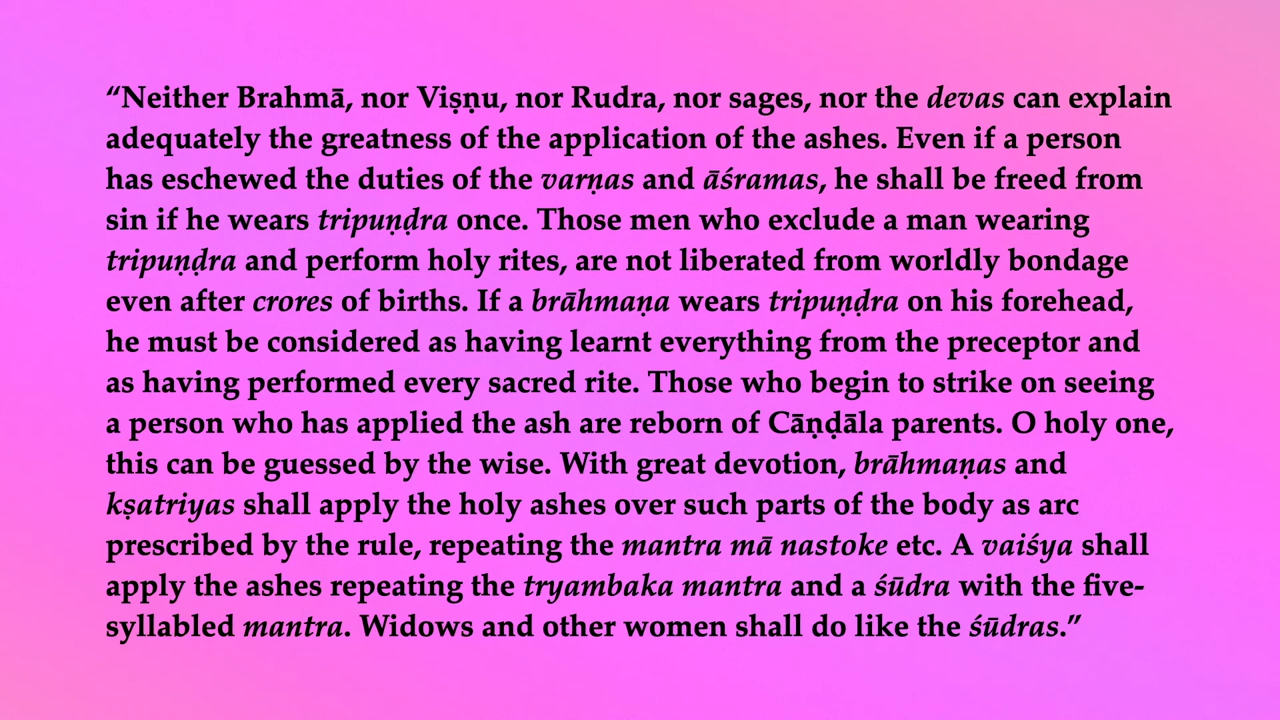 “Neither Brahmā, nor Viṣṇu, nor Rudra, nor sages, nor the devas can explain
adequately the greatness of the application of the ashes. Even if a person
has eschewed the duties of the varṇas and āśramas, he shall be freed from
sin if he wears tripuṇḍra once. Those men who exclude a man wearing
tripuṇḍra and perform holy rites, are not liberated from worldly bondage
even after crores of births. If a brāhmaṇa wears tripuṇḍra on his forehead,
he must be considered as having learnt everything from the preceptor and
as having performed every sacred rite. Those who begin to strike on seeing
a person who has applied the ash are reborn of Cāṇḍāla parents. O holy one,
this can be guessed by the wise. With great devotion, brāhmaṇas and
kṣatriyas shall apply the holy ashes over such parts of the body as arc
prescribed by the rule, repeating the mantra mā nastoke etc. A vaiśya shall
apply the ashes repeating the tryambaka mantra and a śūdra with the five-
syllabled mantra. Widows and other women shall do like the śūdras.”